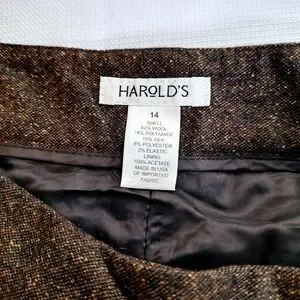 HAROLD'S
14
SHELL
62% WOOL
18% POLYAMIDE
10% SILK
8% POLYESTER
2% ELASTIC
LINING
100% ACETATE
MADE IN USA
OF IMPORTED
FABRIC